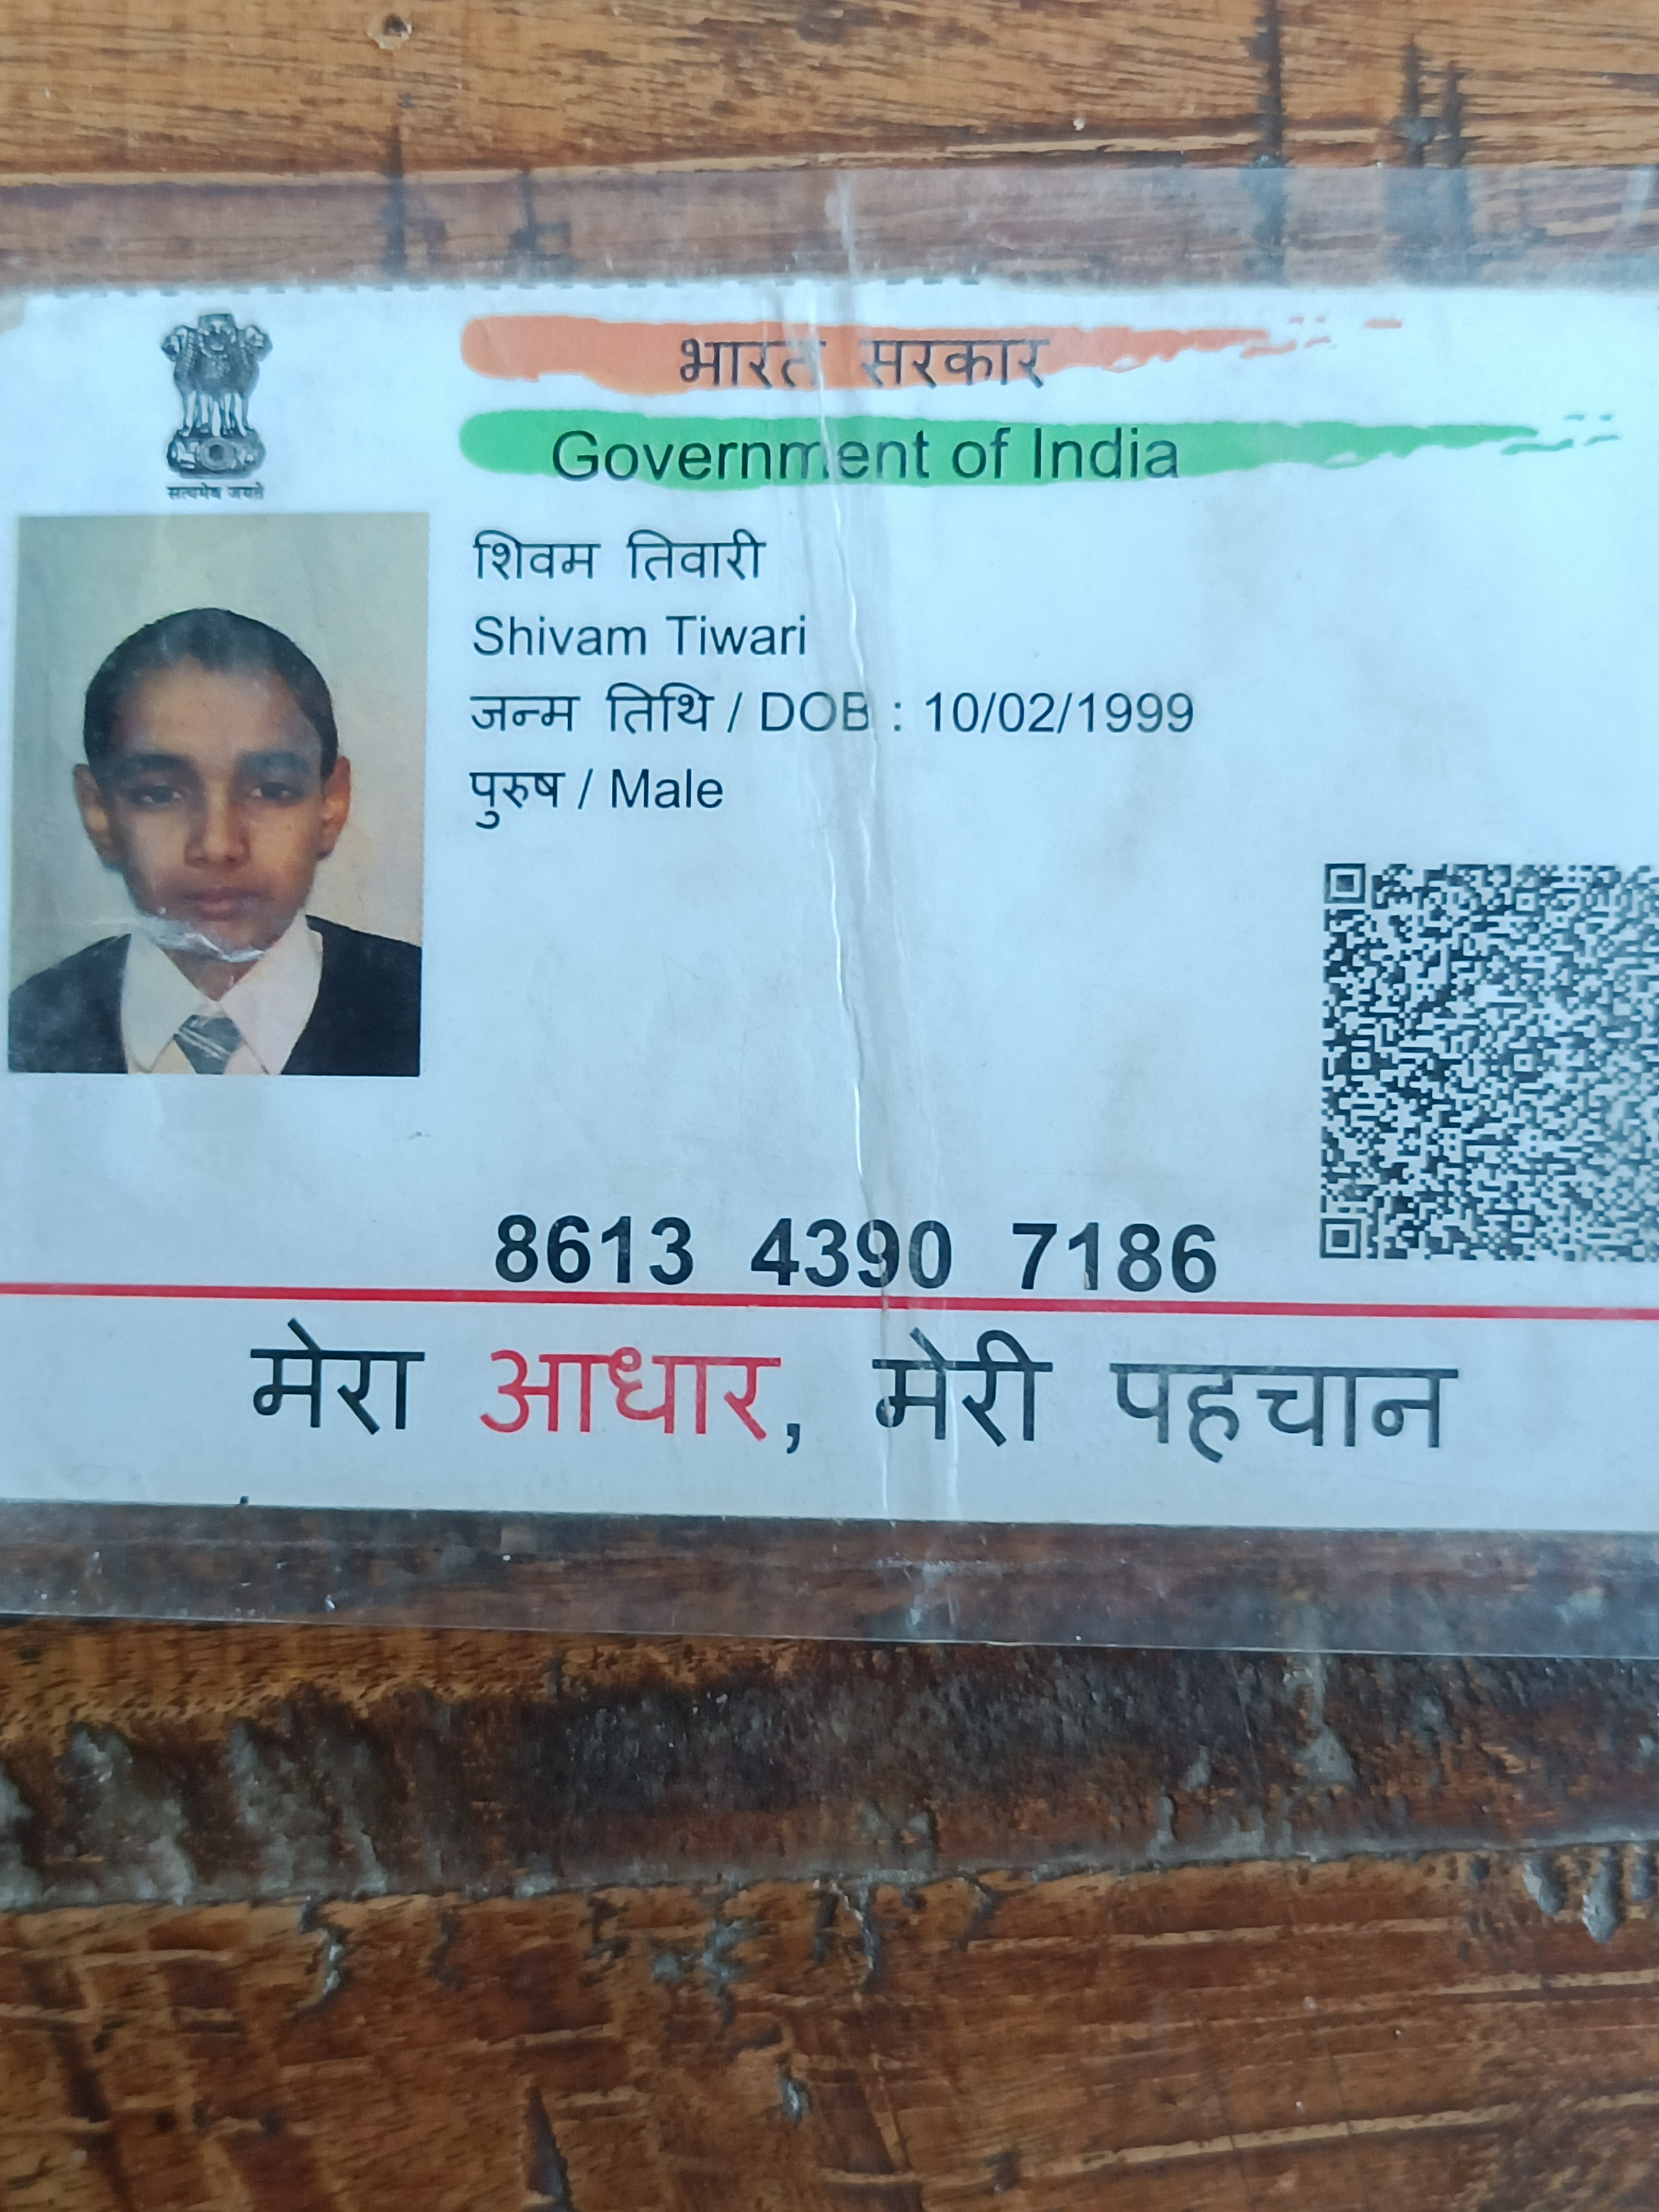 सत्यमेव जयते
भारत सरकार
Government of India
शिवम तिवारी
Shivam Tiwari
जन्म तिथि / DOB : 10/02/1999
पुरुष / Male
8613 4390 7186
मेरा आधार, मेरी पहचान